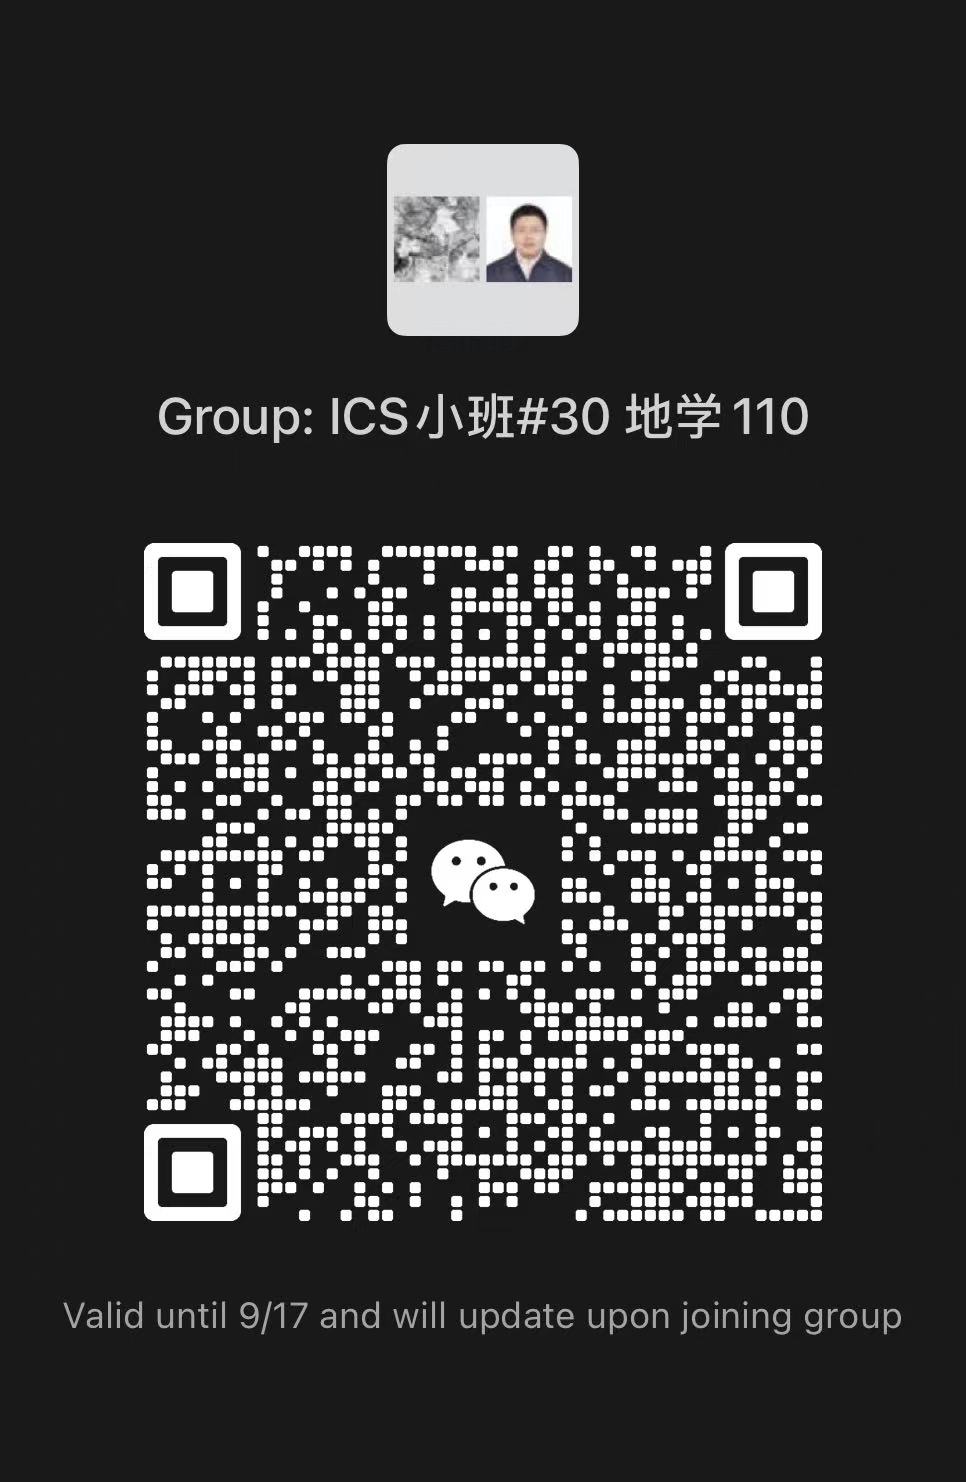 Group: ICS小班#30 地学110
Valid until 9/17 and will update upon joining group